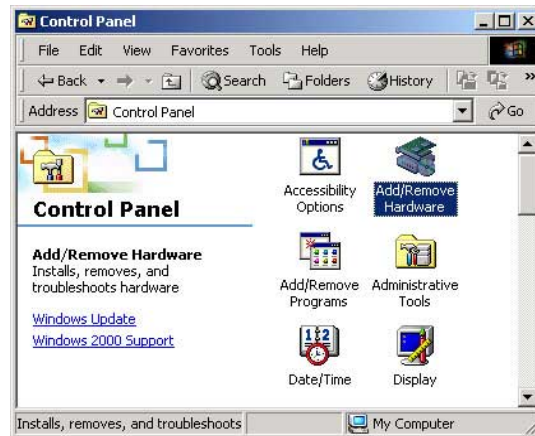 Control Panel
File Edit View Favorites Tools Help
Back Search Folders History »
Address Control Panel Go
Control Panel
Add/Remove Hardware
Installs, removes, and
troubleshoots hardware
Windows Update
Windows 2000 Support
Accessibility
Options
Add/Remove
Hardware
Add/Remove
Programs
Administrative
Tools
12
Date/Time
Display
Installs, removes, and troubleshoots
My Computer